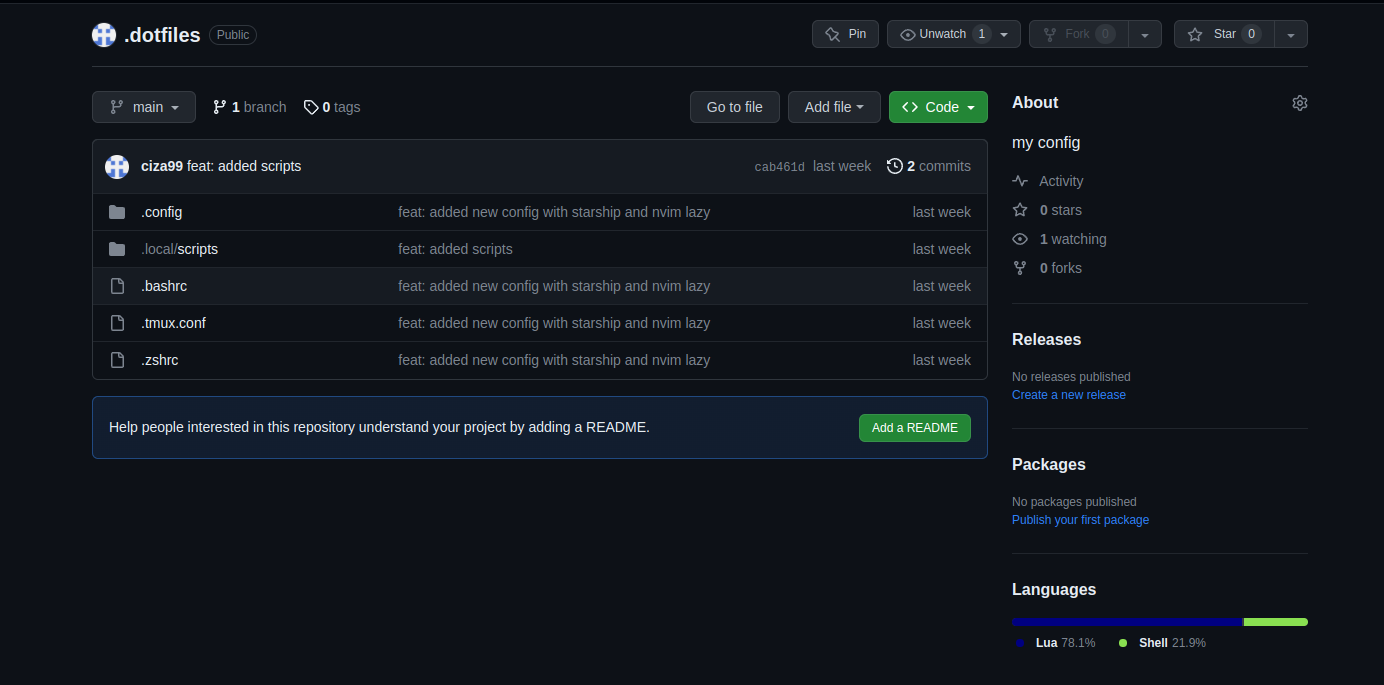 .dotfiles Public Pin Unwatch 1 Fork 0 Star 0
main 1 branch 0 tags Go to file Add file Code
ciza99 feat: added scripts cab461d last week 2 commits
.config feat: added new config with starship and nvim lazy last week
.local/scripts feat: added scripts last week
.bashrc feat: added new config with starship and nvim lazy last week
.tmux.conf feat: added new config with starship and nvim lazy last week
.zshrc feat: added new config with starship and nvim lazy last week
Help people interested in this repository understand your project by adding a README. Add a README
About
my config
Activity
0 stars
1 watching
0 forks
Releases
No releases published
Create a new release
Packages
No packages published
Publish your first package
Languages
Lua 78.1% Shell 21.9%